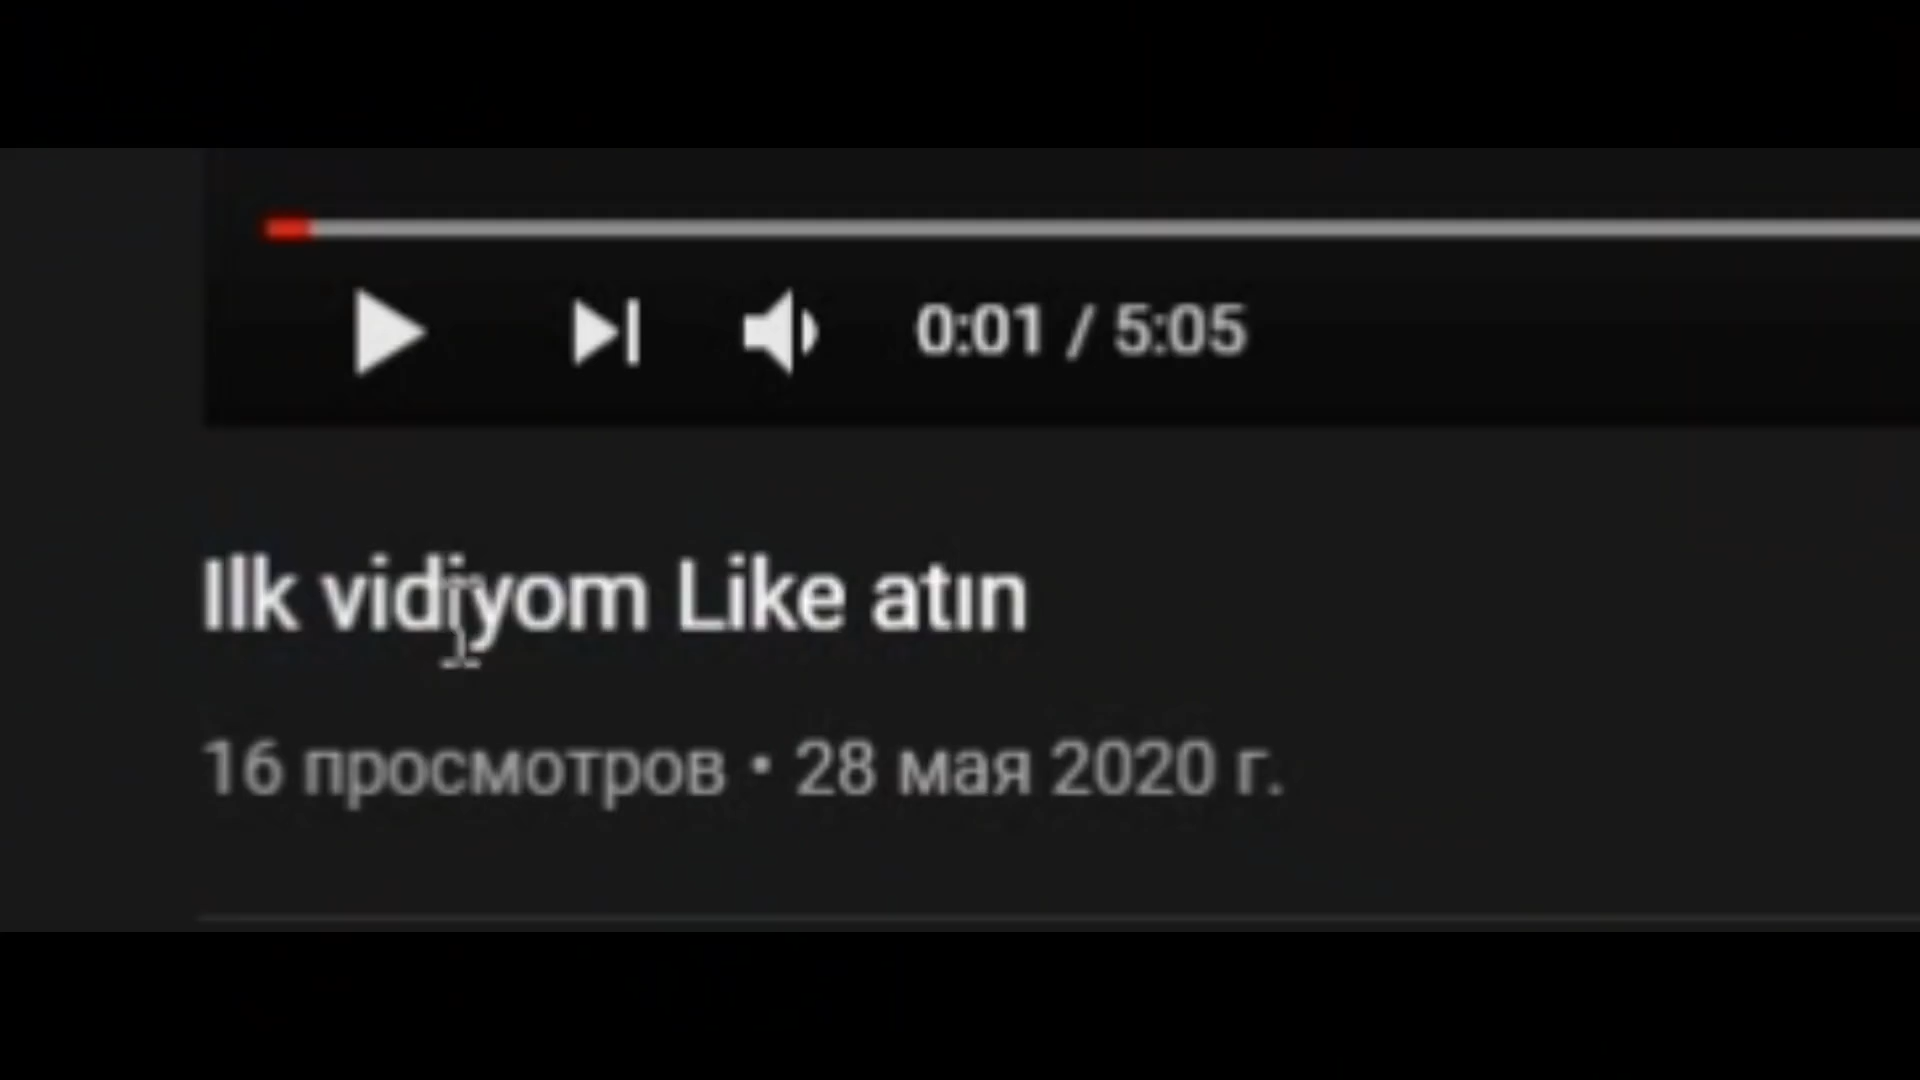 0:01 / 5:05
Ilk vidiyom Like atın
16 просмотров • 28 мая 2020 г.